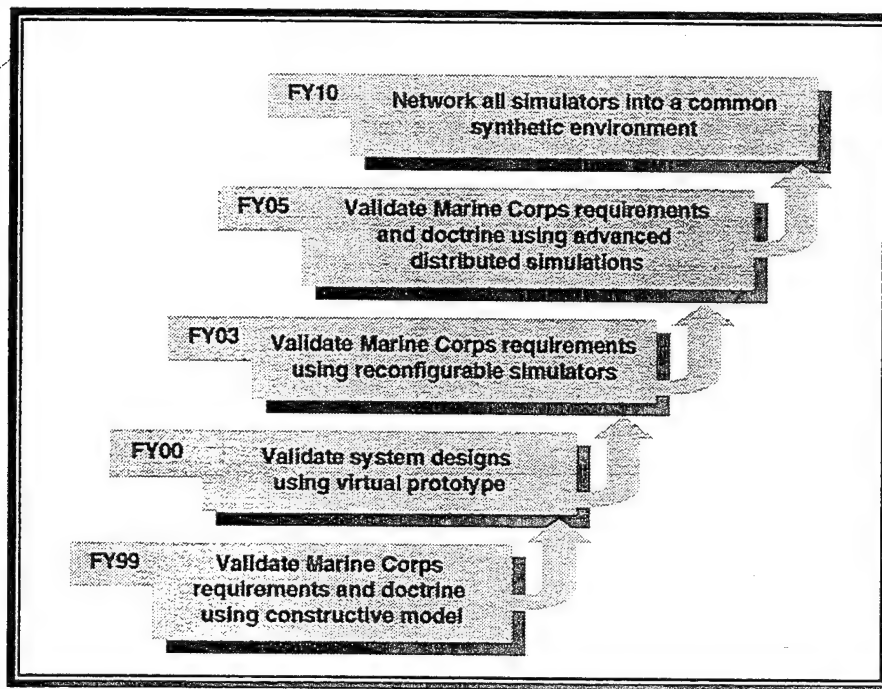 FY10
Network all simulators into a common
synthetic environment
FY05
Validate Marine Corps requirements
and doctrine using advanced
distributed simulations
FY03
Validate Marine Corps requirements
using reconfigurable simulators
FY00
Validate system designs
using virtual prototype
FY99
Validate Marine Corps
requirements and doctrine
using constructive model